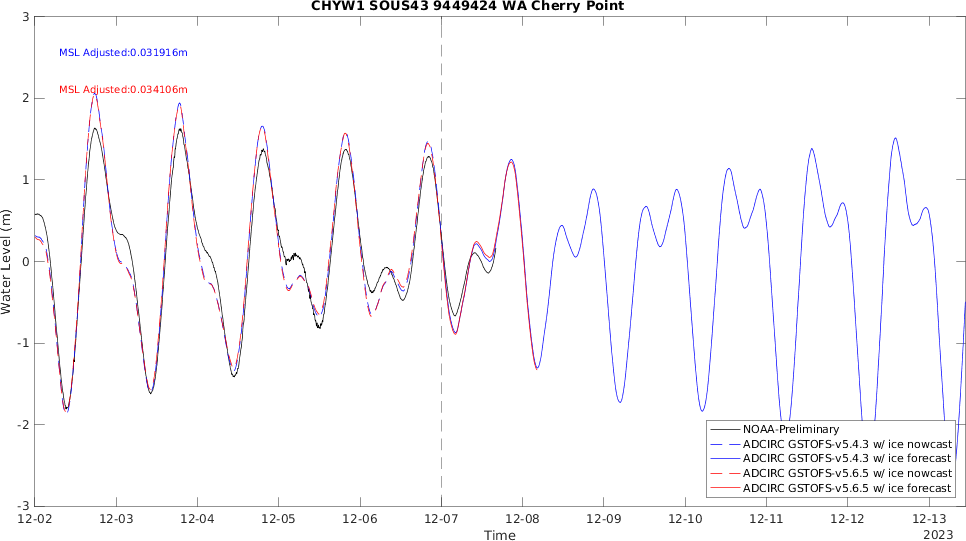 CHYW1 SOUS43 9449424 WA Cherry Point
MSL Adjusted:0.031916m
MSL Adjusted:0.034106m
Water Level (m)
3
2
1
0
-1
-2
-3
NOAA-Preliminary
ADCIRC GSTOFS-v5.4.3 w/ ice nowcast
ADCIRC GSTOFS-v5.4.3 w/ ice forecast
ADCIRC GSTOFS-v5.6.5 w/ ice nowcast
ADCIRC GSTOFS-v5.6.5 w/ ice forecast
12-02 12-03 12-04 12-05 12-06 12-07 12-08 12-09 12-10 12-11 12-12 12-13
Time
2023